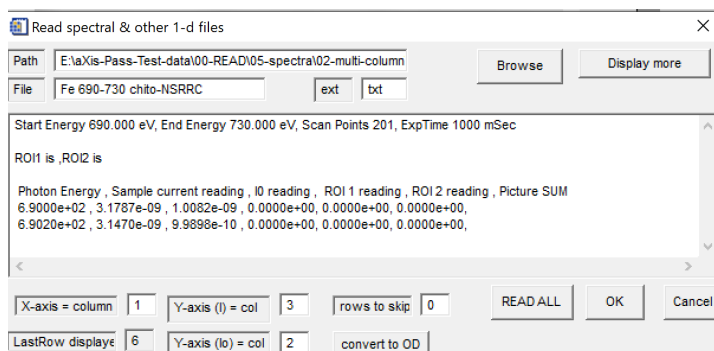 Read spectral & other 1-d files
Path E:\aXis-Pass-Test-data\00-READ\05-spectra\02-multi-column Browse Display more
File Fe 690-730 chito-NSRRC ext txt
Start Energy 690.000 eV, End Energy 730.000 eV, Scan Points 201, ExpTime 1000 mSec
ROI1 is ,ROI2 is
Photon Energy , Sample current reading , I0 reading , ROI 1 reading , ROI 2 reading , Picture SUM
6.9000e+02 , 3.1787e-09 , 1.0082e-09 , 0.0000e+00, 0.0000e+00, 0.0000e+00,
6.9020e+02 , 3.1470e-09 , 9.9898e-10 , 0.0000e+00, 0.0000e+00, 0.0000e+00,
X-axis = column 1 Y-axis (I) = col 3 rows to skip 0 READ ALL OK Cancel
LastRow displaye 6 Y-axis (Io) = col 2 convert to OD